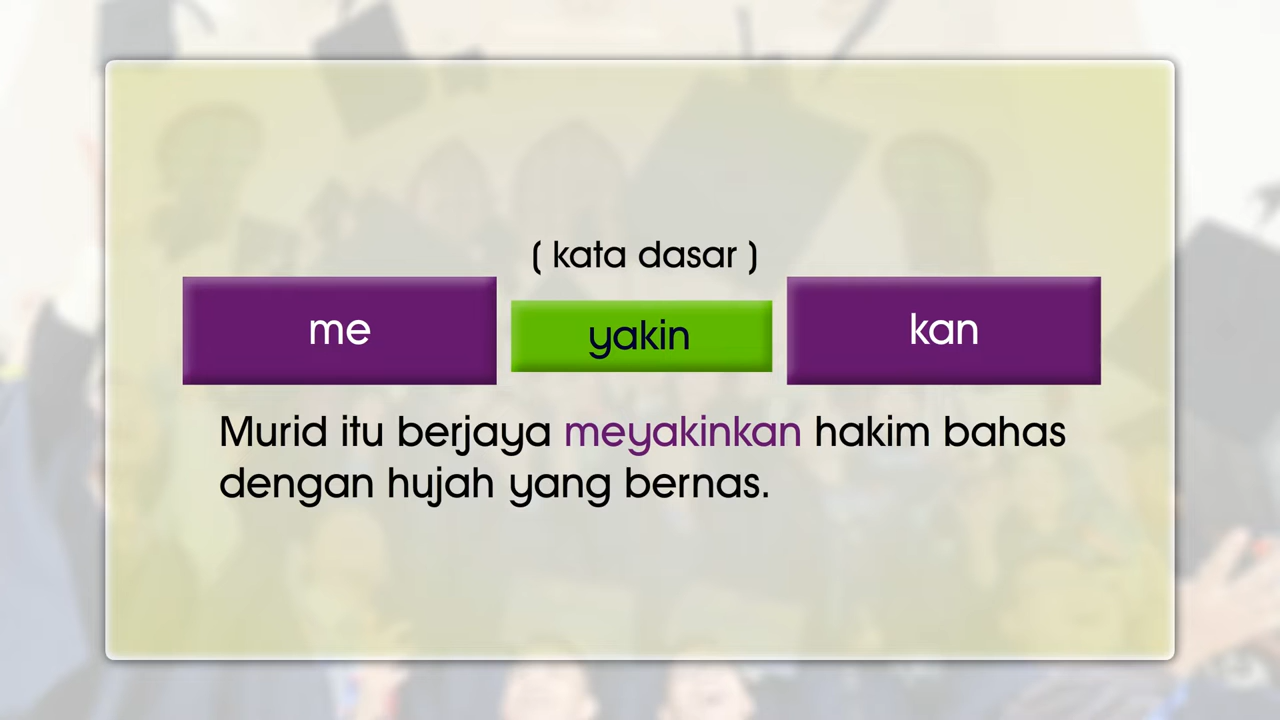 ( kata dasar )
me yakin kan
Murid itu berjaya meyakinkan hakim bahas
dengan hujah yang bernas.